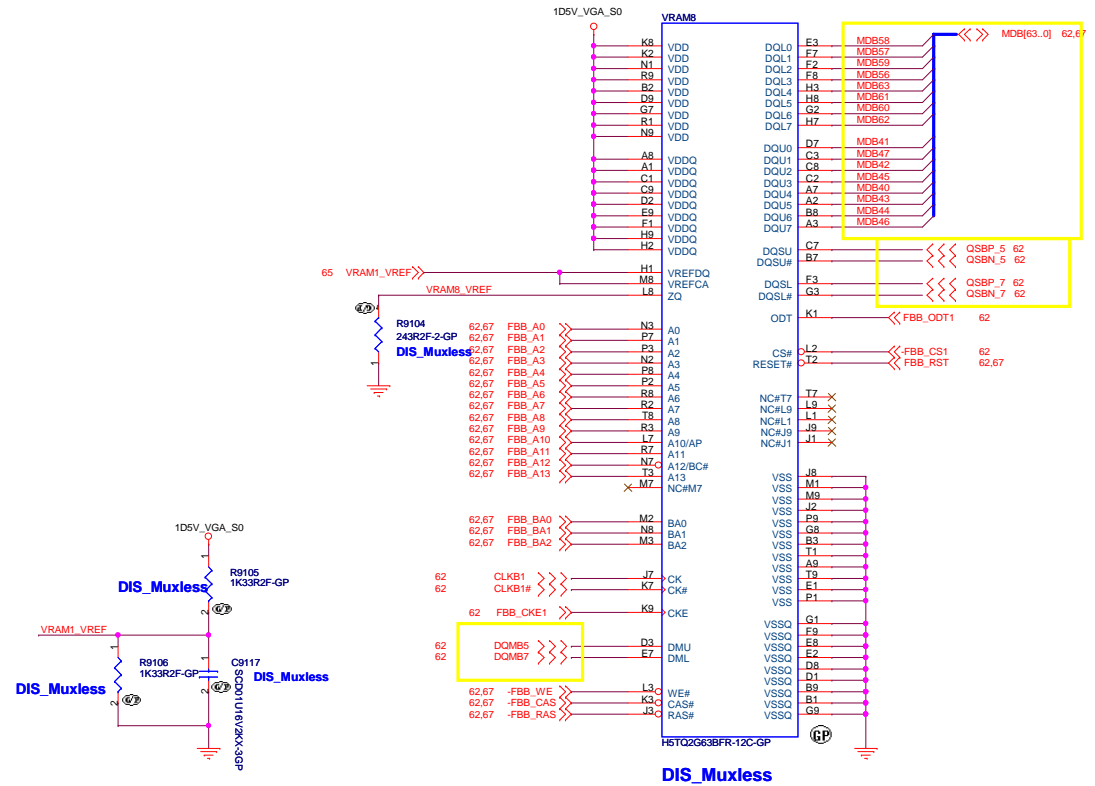 1D5V_VGA_S0
VRAM8
K8 VDD
K2 VDD
N1 VDD
R9 VDD
B2 VDD
D9 VDD
G7 VDD
R1 VDD
N9 VDD
A8 VDDQ
A1 VDDQ
C1 VDDQ
C9 VDDQ
D2 VDDQ
E9 VDDQ
F1 VDDQ
H9 VDDQ
H2 VDDQ
65 VRAM1_VREF H1 VREFDQ
M8 VREFCA
VRAM8_VREF L8 ZQ
R9104
243R2F-2-GP
DIS_Muxless
1
62,67 FBB_A0 N3 A0
62,67 FBB_A1 P7 A1
62,67 FBB_A2 P3 A2
62,67 FBB_A3 N2 A3
62,67 FBB_A4 P8 A4
62,67 FBB_A5 P2 A5
62,67 FBB_A6 R8 A6
62,67 FBB_A7 R2 A7
62,67 FBB_A8 T8 A8
62,67 FBB_A9 R3 A9
62,67 FBB_A10 L7 A10/AP
62,67 FBB_A11 R7 A11
62,67 FBB_A12 N7 A12/BC#
62,67 FBB_A13 T3 A13
M7 NC#M7
62,67 FBB_BA0 M2 BA0
62,67 FBB_BA1 N8 BA1
62,67 FBB_BA2 M3 BA2
62 CLKB1 J7 CK
62 CLKB1# K7 CK#
62 FBB_CKE1 K9 CKE
62 DQMB5 D3 DMU
62 DQMB7 E7 DML
62,67 -FBB_WE L3 WE#
62,67 -FBB_CAS K3 CAS#
62,67 -FBB_RAS J3 RAS#
DQL0 E3 MDB58
DQL1 F7 MDB57
DQL2 F2 MDB59
DQL3 F8 MDB56
DQL4 H3 MDB63
DQL5 H8 MDB61
DQL6 G2 MDB60
DQL7 H7 MDB62
MDB[63..0] 62,67
DQU0 D7 MDB41
DQU1 C3 MDB47
DQU2 C8 MDB42
DQU3 C2 MDB45
DQU4 A7 MDB40
DQU5 A2 MDB43
DQU6 B8 MDB44
DQU7 A3 MDB46
DQSU C7 QSBP_5 62
DQSU# B7 QSBN_5 62
DQSL F3 QSBP_7 62
DQSL# G3 QSBN_7 62
ODT K1 FBB_ODT1 62
CS# L2 -FBB_CS1 62
RESET# T2 FBB_RST 62,67
NC#T7 T7
NC#L9 L9
NC#L1 L1
NC#J9 J9
NC#J1 J1
VSS J8
VSS M1
VSS M9
VSS J2
VSS P9
VSS G8
VSS B3
VSS T1
VSS A9
VSS T9
VSS E1
VSS P1
VSSQ G1
VSSQ F9
VSSQ E8
VSSQ E2
VSSQ D8
VSSQ D1
VSSQ B9
VSSQ B1
VSSQ G9
GP
H5TQ2G63BFR-12C-GP
DIS_Muxless
1D5V_VGA_S0
1
R9105
1K33R2F-GP
DIS_Muxless
2
VRAM1_VREF
1
R9106
1K33R2F-GP
DIS_Muxless
2
1
C9117
SCD01U16V2KX-3GP
DIS_Muxless
2